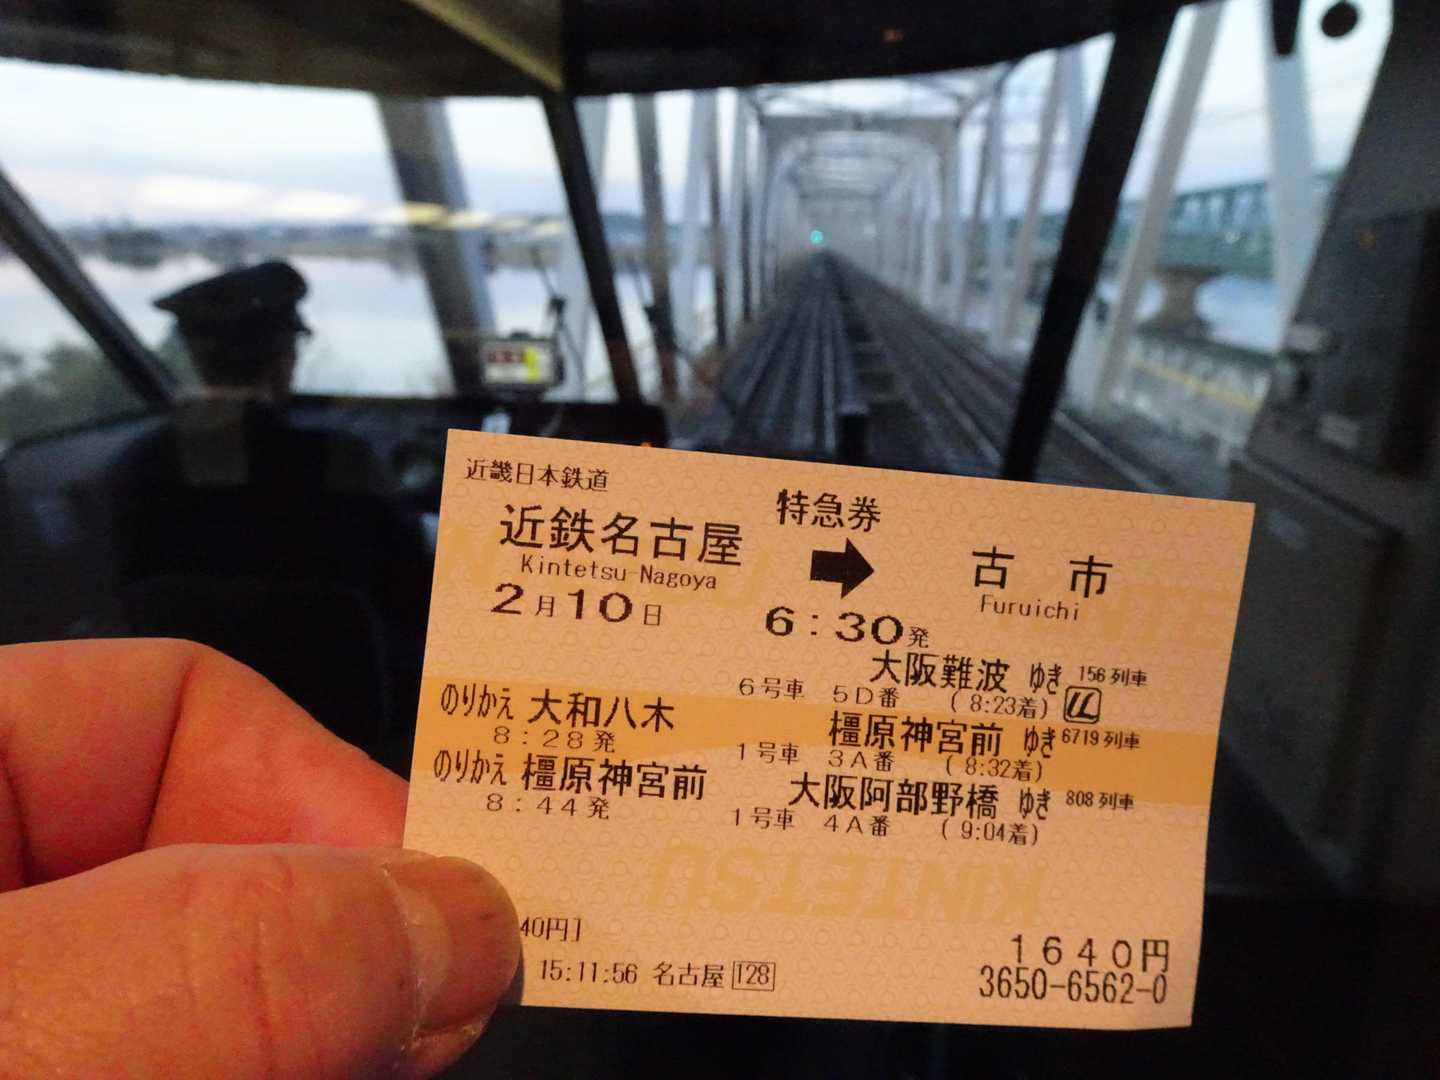 近畿日本鉄道
特急券
近鉄名古屋 ➡ 古市
Kintetsu-Nagoya Furuichi
2月10日 6:30発
大阪難波 ゆき 156列車
6号車 5D番 (8:23着)
のりかえ 大和八木 橿原神宮前 ゆき 6719列車
8:28発 1号車 3A番 (8:32着)
のりかえ 橿原神宮前 大阪阿部野橋 ゆき 808列車
8:44発 1号車 4A番 (9:04着)
KINTETSU
40円]
1640円
15:11:56 名古屋 128
3650-6562-0